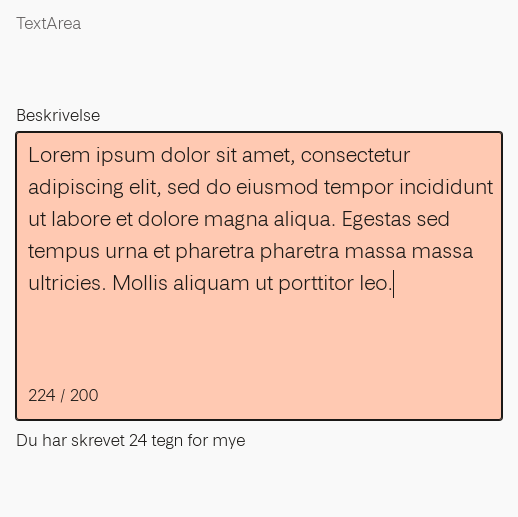 TextArea
Beskrivelse
Lorem ipsum dolor sit amet, consectetur
adipiscing elit, sed do eiusmod tempor incididunt
ut labore et dolore magna aliqua. Egestas sed
tempus urna et pharetra pharetra massa massa
ultricies. Mollis aliquam ut porttitor leo.
224 / 200
Du har skrevet 24 tegn for mye